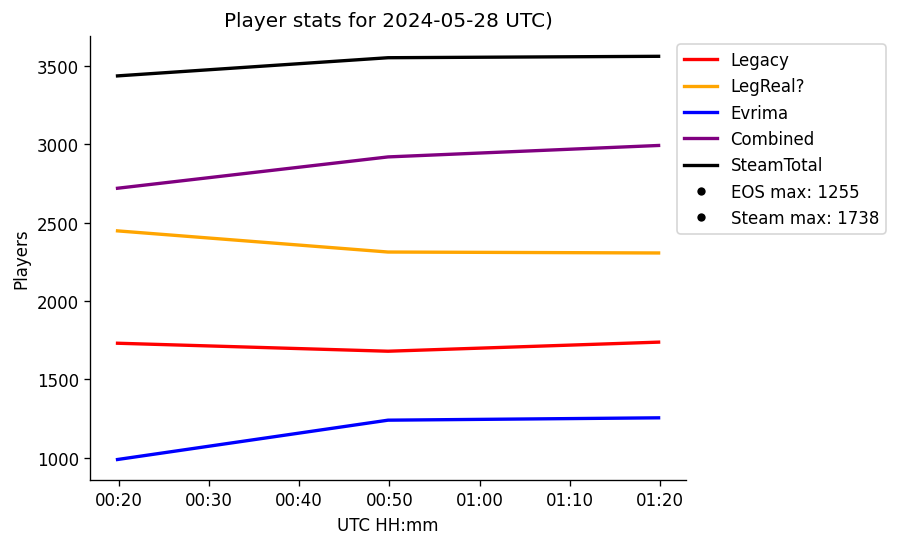 Player stats for 2024-05-28 UTC)
Legacy
LegReal?
Evrima
Combined
SteamTotal
EOS max: 1255
Steam max: 1738
Players
3500
3000
2500
2000
1500
1000
00:20 00:30 00:40 00:50 01:00 01:10 01:20
UTC HH:mm